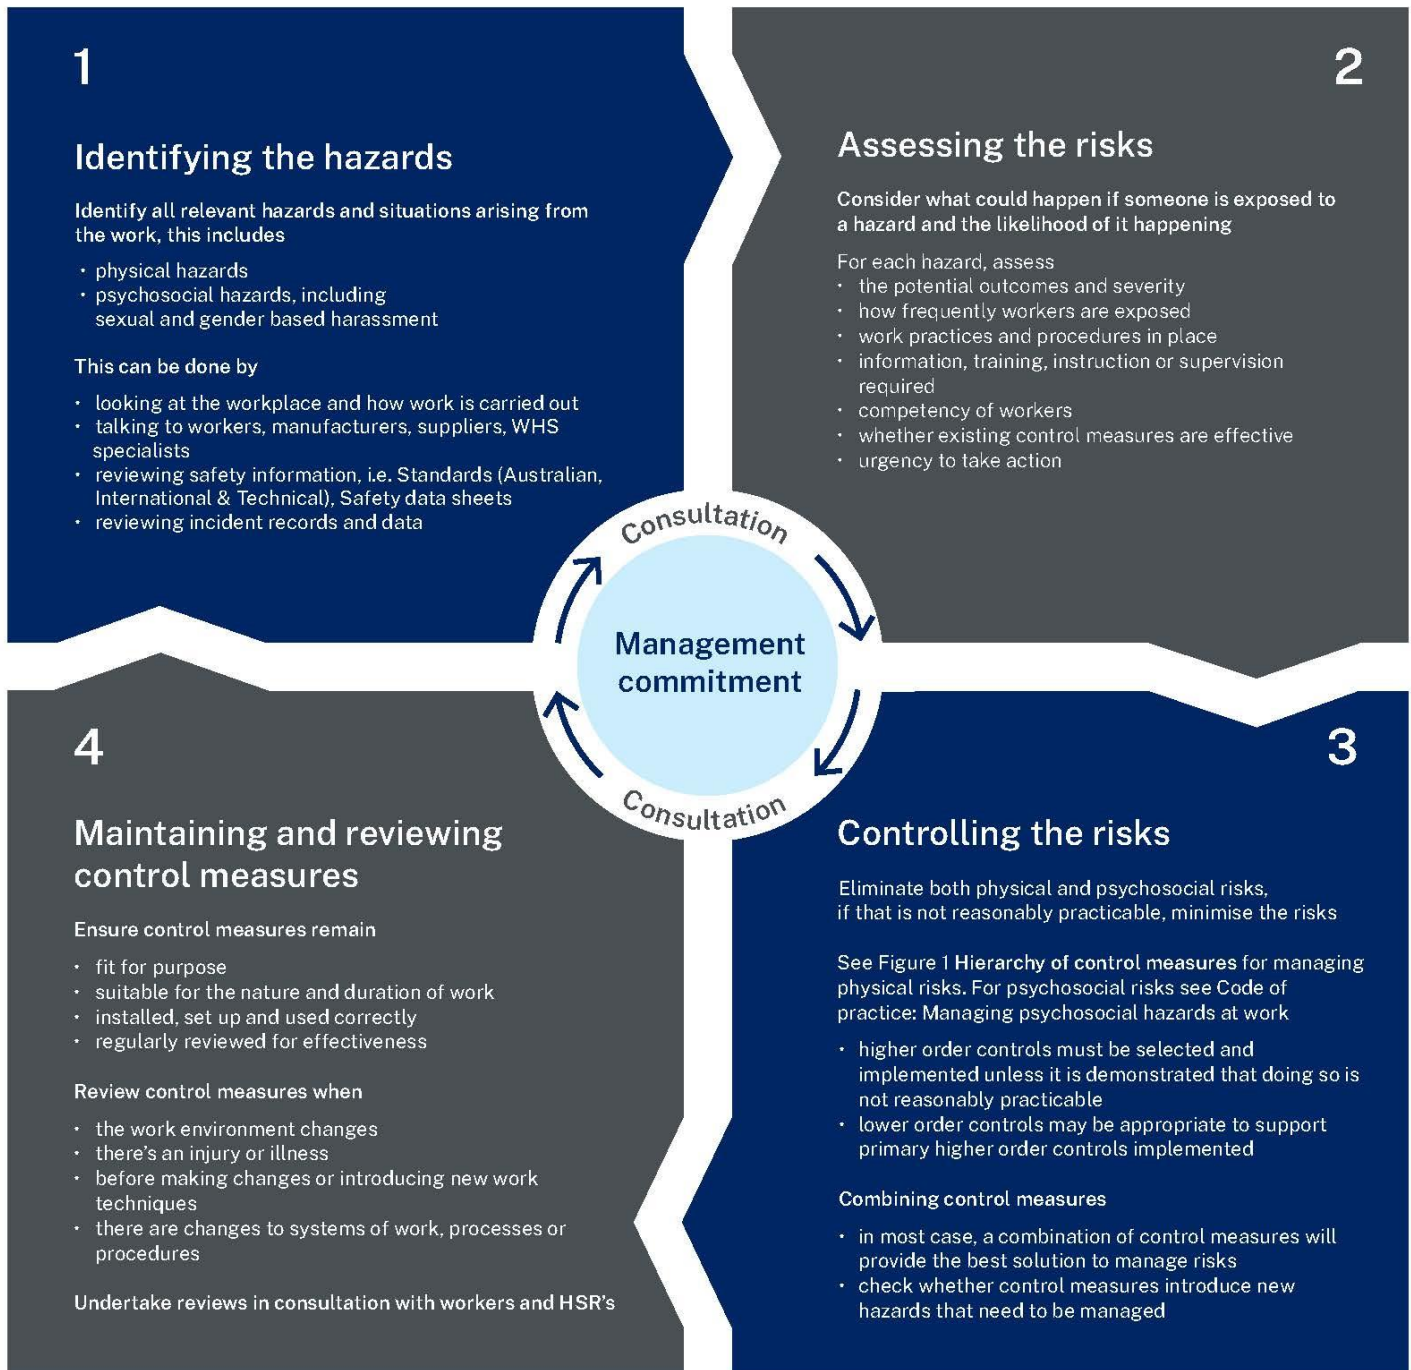 1
Identifying the hazards
Identify all relevant hazards and situations arising from
the work, this includes
• physical hazards
• psychosocial hazards, including
sexual and gender based harassment
This can be done by
• looking at the workplace and how work is carried out
• talking to workers, manufacturers, suppliers, WHS
specialists
• reviewing safety information, i.e. Standards (Australian,
International & Technical), Safety data sheets
• reviewing incident records and data
2
Assessing the risks
Consider what could happen if someone is exposed to
a hazard and the likelihood of it happening
For each hazard, assess
• the potential outcomes and severity
• how frequently workers are exposed
• work practices and procedures in place
• information, training, instruction or supervision
required
• competency of workers
• whether existing control measures are effective
• urgency to take action
Consultation
Management
commitment
Consultation
3
Controlling the risks
Eliminate both physical and psychosocial risks,
if that is not reasonably practicable, minimise the risks
See Figure 1 Hierarchy of control measures for managing
physical risks. For psychosocial risks see Code of
practice: Managing psychosocial hazards at work
• higher order controls must be selected and
implemented unless it is demonstrated that doing so is
not reasonably practicable
• lower order controls may be appropriate to support
primary higher order controls implemented
Combining control measures
• in most case, a combination of control measures will
provide the best solution to manage risks
• check whether control measures introduce new
hazards that need to be managed
4
Maintaining and reviewing
control measures
Ensure control measures remain
• fit for purpose
• suitable for the nature and duration of work
• installed, set up and used correctly
• regularly reviewed for effectiveness
Review control measures when
• the work environment changes
• there's an injury or illness
• before making changes or introducing new work
techniques
• there are changes to systems of work, processes or
procedures
Undertake reviews in consultation with workers and HSR's